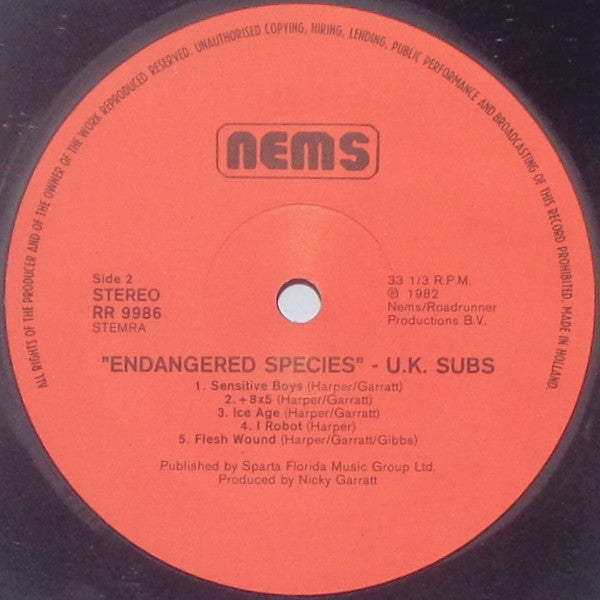 ALL RIGHTS OF THE PRODUCER AND OF THE OWNER OF THE WORK REPRODUCED RESERVED. UNAUTHORISED COPYING, HIRING, LENDING, PUBLIC PERFORMANCE AND BROADCASTING OF THIS RECORD PROHIBITED. MADE IN HOLLAND.
nems
Side 2
STEREO
RR 9986
STEMRA
33 1/3 R.P.M.
℗ 1982
Nems/Roadrunner
Productions B.V.
"ENDANGERED SPECIES" - U.K. SUBS
1. Sensitive Boys (Harper/Garratt)
2. ÷ 8x5 (Harper/Garratt)
3. Ice Age (Harper/Garratt)
4. I Robot (Harper)
5. Flesh Wound (Harper/Garratt/Gibbs)
Published by Sparta Florida Music Group Ltd.
Produced by Nicky Garratt